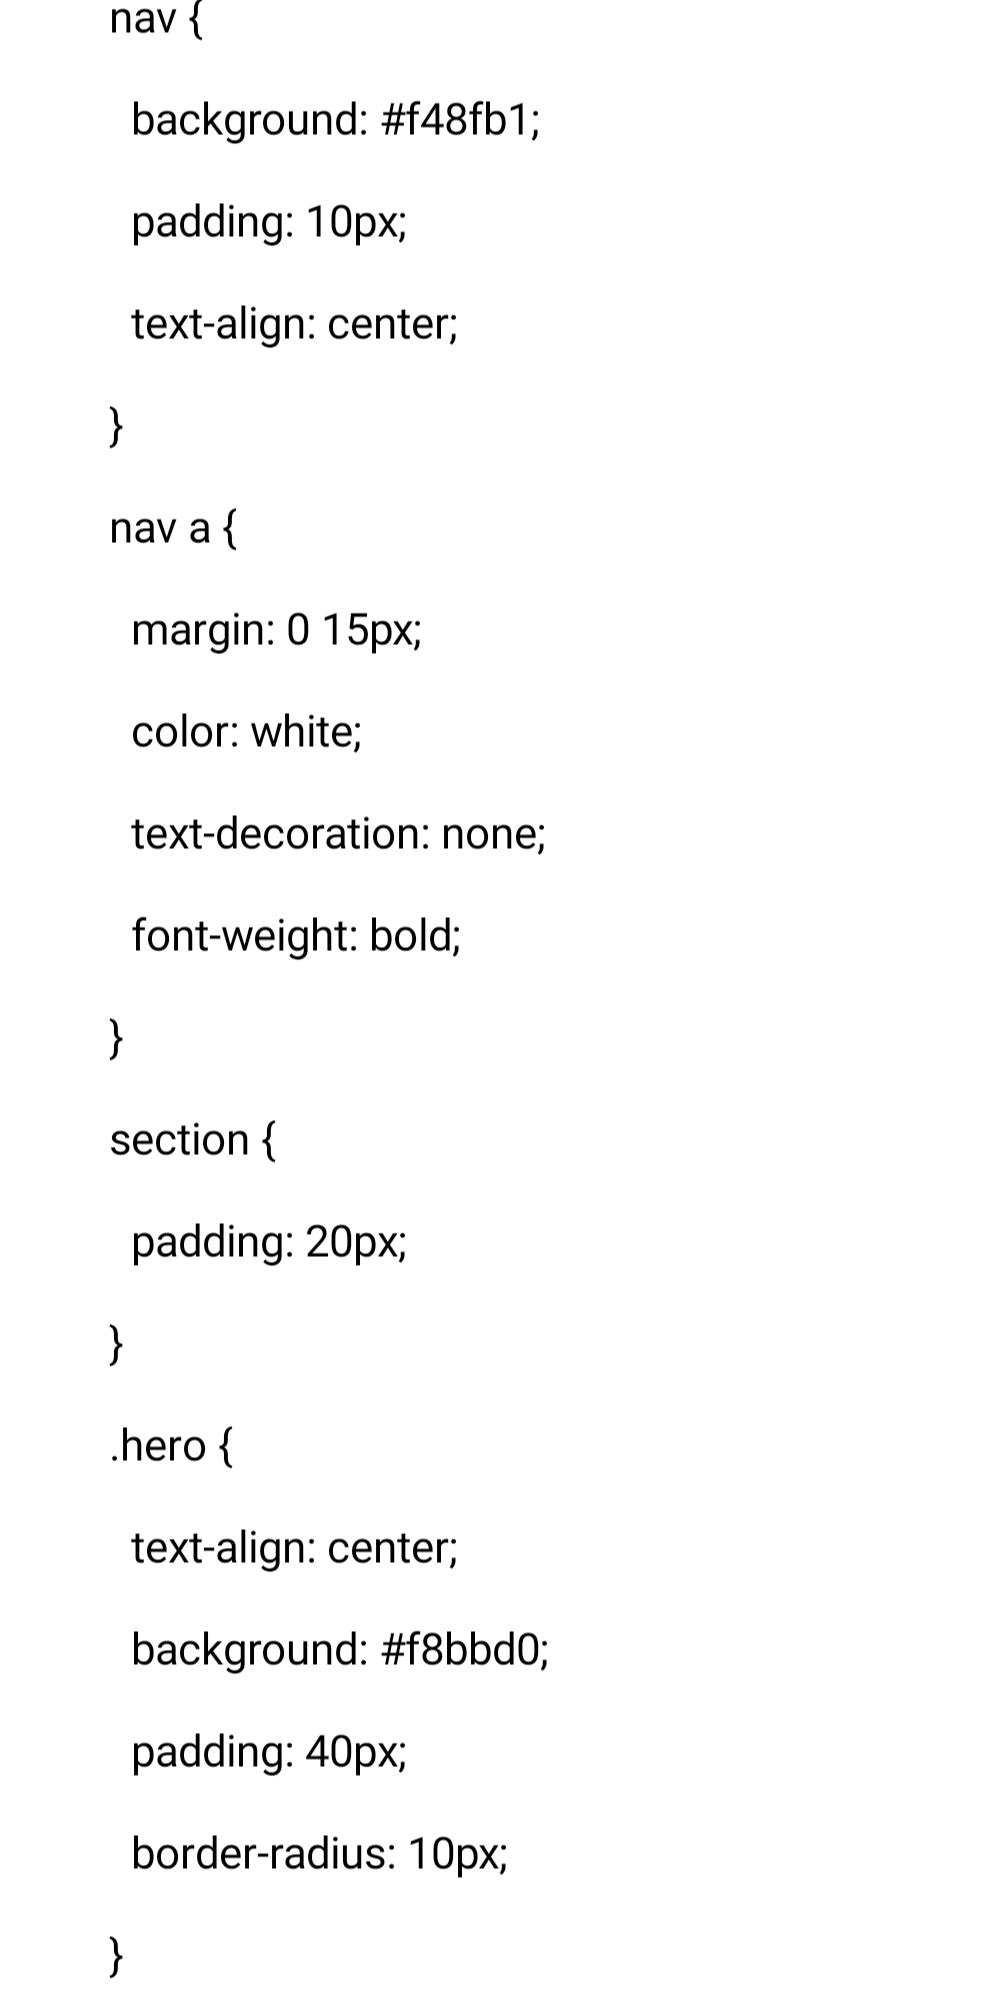 nav {
background: #f48fb1;
padding: 10px;
text-align: center;
}
nav a {
margin: 0 15px;
color: white;
text-decoration: none;
font-weight: bold;
}
section {
padding: 20px;
}
.hero {
text-align: center;
background: #f8bbd0;
padding: 40px;
border-radius: 10px;
}